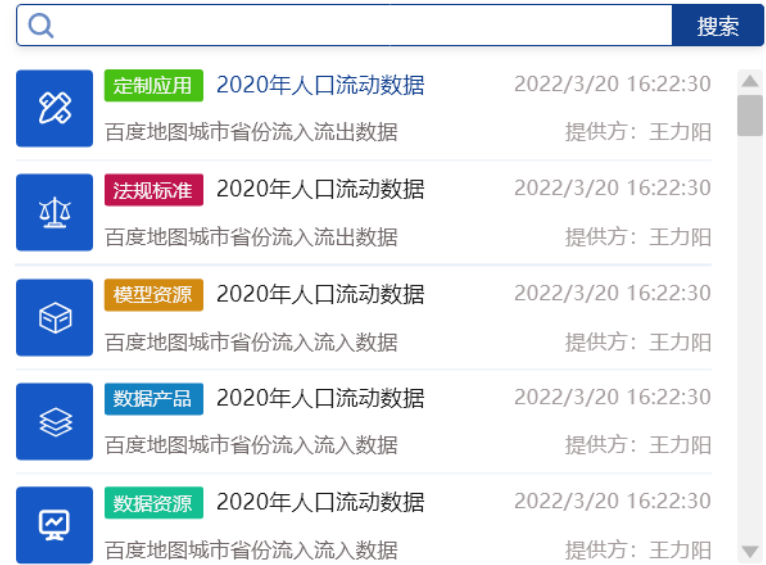 搜索
定制应用 2020年人口流动数据 2022/3/20 16:22:30
百度地图城市省份流入流出数据 提供方：王力阳
法规标准 2020年人口流动数据 2022/3/20 16:22:30
百度地图城市省份流入流出数据 提供方：王力阳
模型资源 2020年人口流动数据 2022/3/20 16:22:30
百度地图城市省份流入流入数据 提供方：王力阳
数据产品 2020年人口流动数据 2022/3/20 16:22:30
百度地图城市省份流入流入数据 提供方：王力阳
数据资源 2020年人口流动数据 2022/3/20 16:22:30
百度地图城市省份流入流入数据 提供方：王力阳